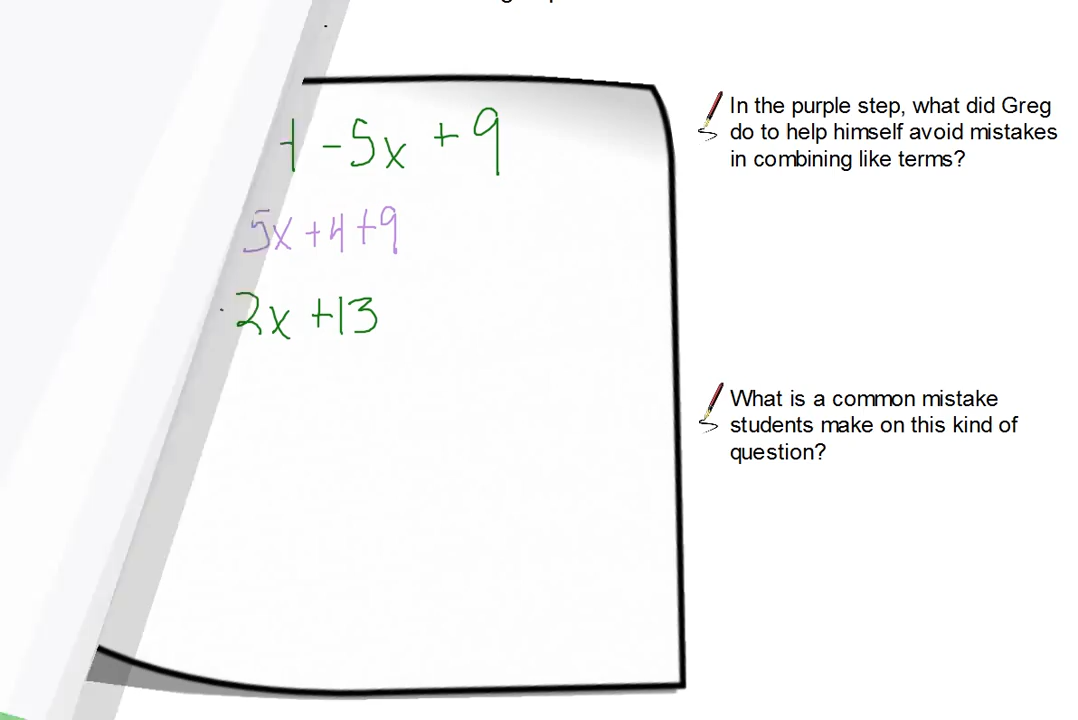 -5x + 9
5x + 4 + 9
2x + 13
In the purple step, what did Greg
do to help himself avoid mistakes
in combining like terms?
What is a common mistake
students make on this kind of
question?